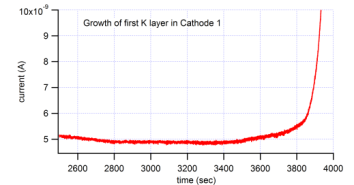 10x10⁻⁹
Growth of first K layer in Cathode 1
9
8
7
6
5
current (A)
2600 2800 3000 3200 3400 3600 3800 4000
time (sec)